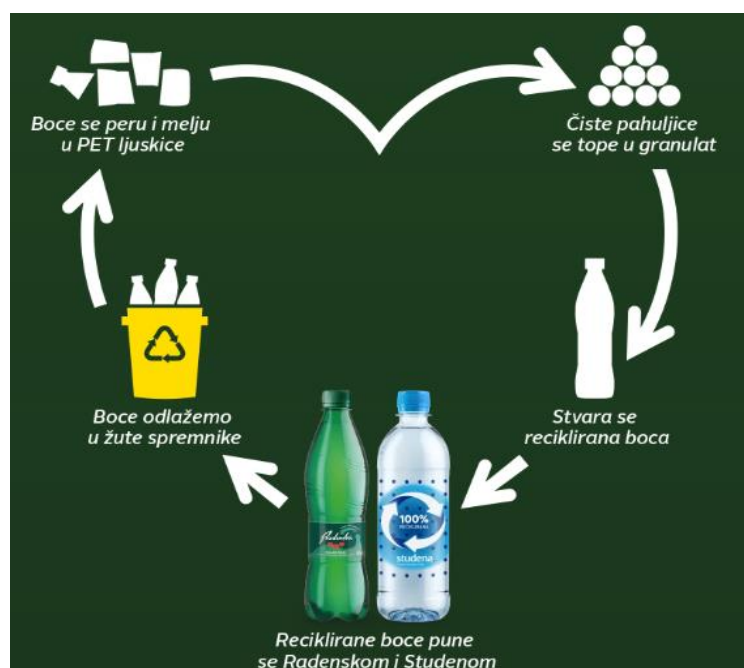 Boce se peru i melju
u PET ljuskice
Čiste pahuljice
se tope u granulat
Boce odlažemo
u žute spremnike
Stvara se
reciklirana boca
Radenska
100%
studena
Reciklirane boce pune
se Radenskom i Studenom